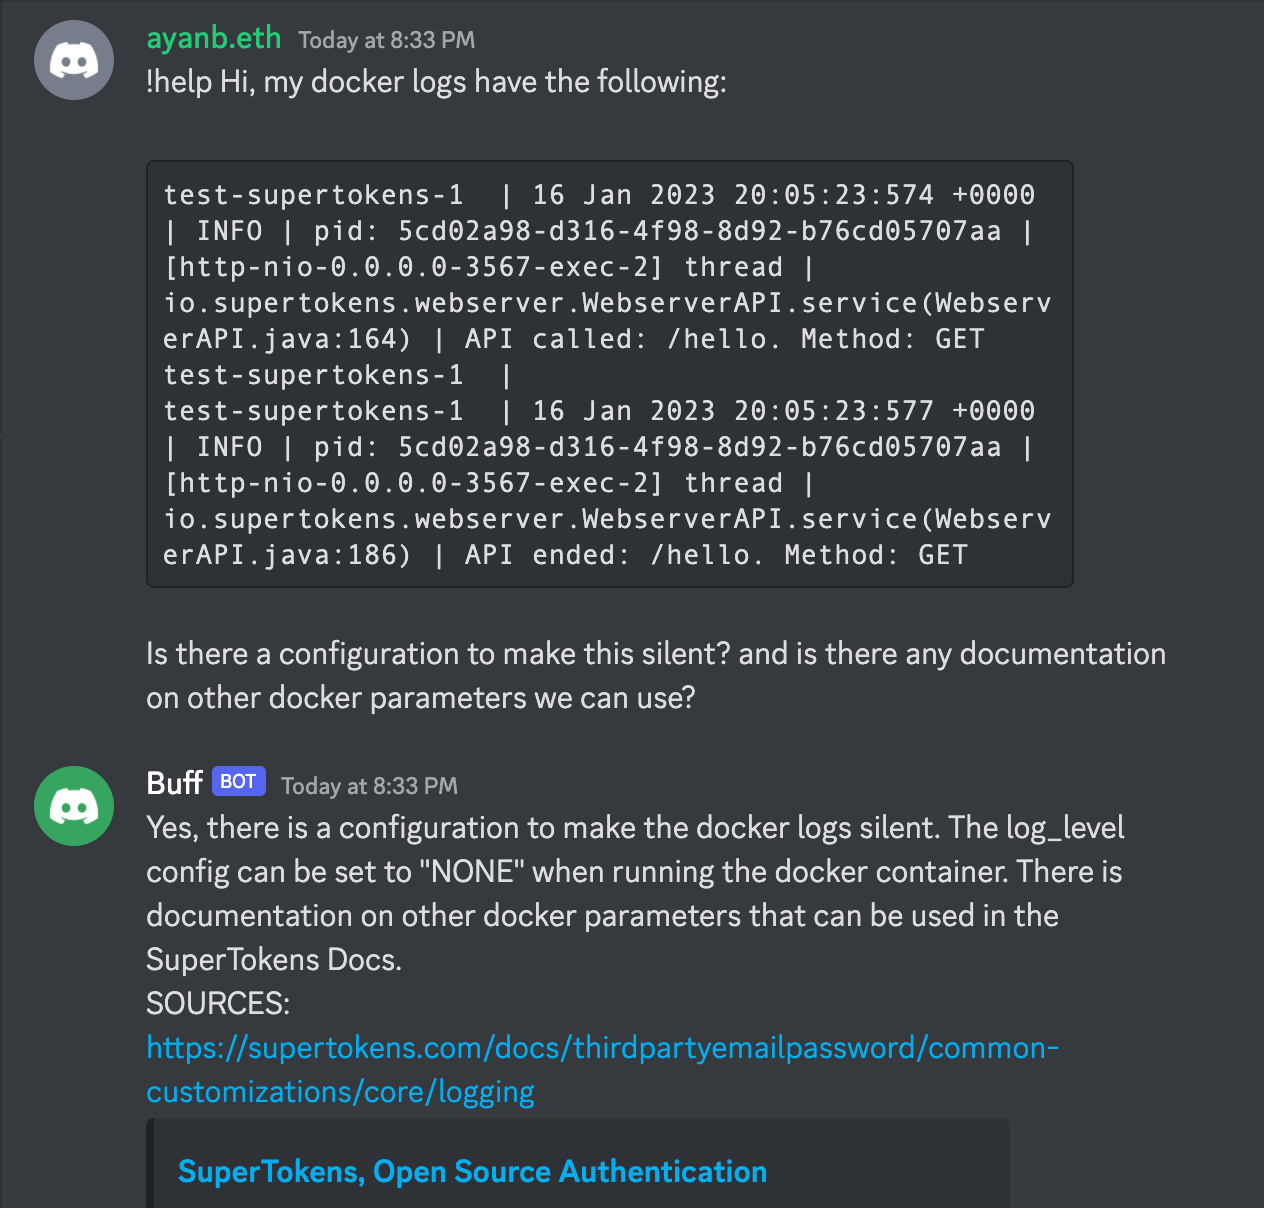 ayanb.eth Today at 8:33 PM
!help Hi, my docker logs have the following:
test-supertokens-1  | 16 Jan 2023 20:05:23:574 +0000
| INFO | pid: 5cd02a98-d316-4f98-8d92-b76cd05707aa |
[http-nio-0.0.0.0-3567-exec-2] thread |
io.supertokens.webserver.WebserverAPI.service(Webserv
erAPI.java:164) | API called: /hello. Method: GET
test-supertokens-1  |
test-supertokens-1  | 16 Jan 2023 20:05:23:577 +0000
| INFO | pid: 5cd02a98-d316-4f98-8d92-b76cd05707aa |
[http-nio-0.0.0.0-3567-exec-2] thread |
io.supertokens.webserver.WebserverAPI.service(Webserv
erAPI.java:186) | API ended: /hello. Method: GET
Is there a configuration to make this silent? and is there any documentation
on other docker parameters we can use?
Buff BOT Today at 8:33 PM
Yes, there is a configuration to make the docker logs silent. The log_level
config can be set to "NONE" when running the docker container. There is
documentation on other docker parameters that can be used in the
SuperTokens Docs.
SOURCES:
https://supertokens.com/docs/thirdpartyemailpassword/common-
customizations/core/logging
SuperTokens, Open Source Authentication